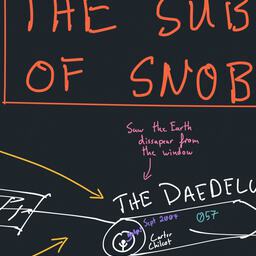 THE SUB
OF SNOB
Saw the Earth
dissapear from
the window
THE DAEDELU
Sept 2007
057
Carter
Chilcot